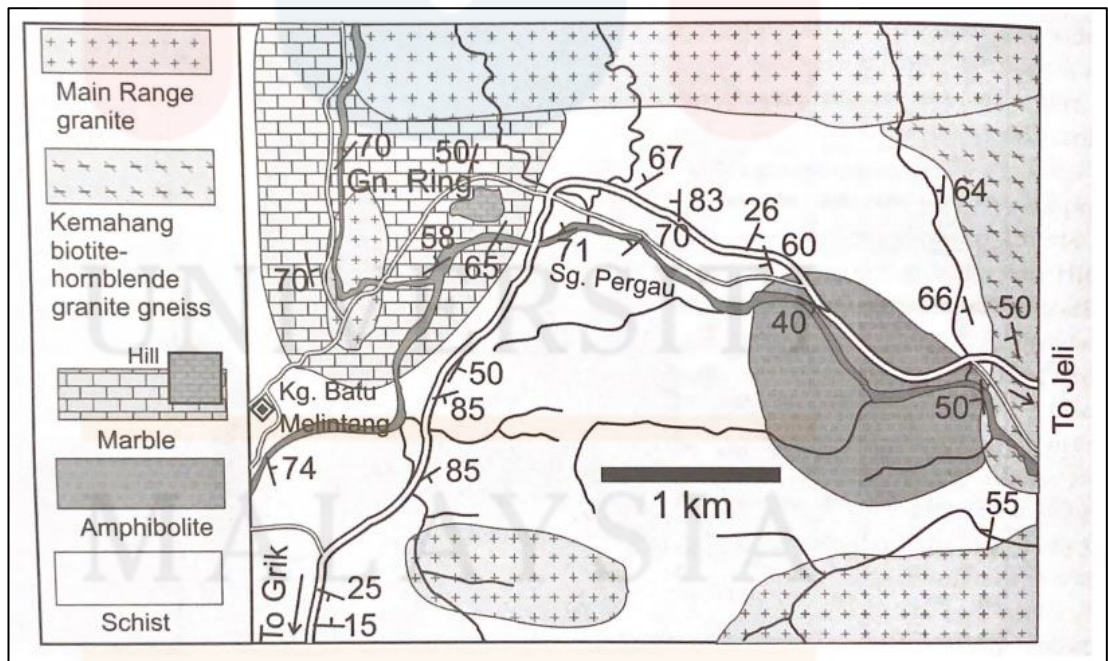 Main Range
granite
Kemahang
biotite-
hornblende
granite gneiss
Hill
Marble
Amphibolite
Schist
70
50
Gn. Ring
67
83
64
58
71
70
26
60
65
Sg. Pergau
70
66
50
40
50
50
Kg. Batu
Melintang
85
To Jeli
74
85
1 km
55
To Grik
25
15
UNIVERSITI
MALAYSIA